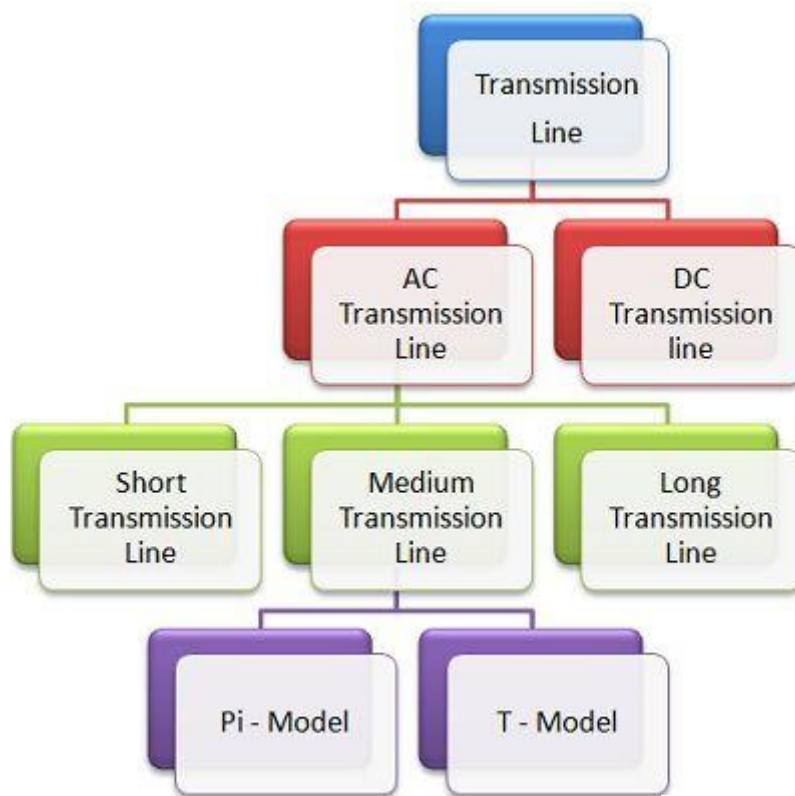 Transmission
Line
AC
Transmission
Line
DC
Transmission
line
Short
Transmission
Line
Medium
Transmission
Line
Long
Transmission
Line
Pi - Model
T - Model